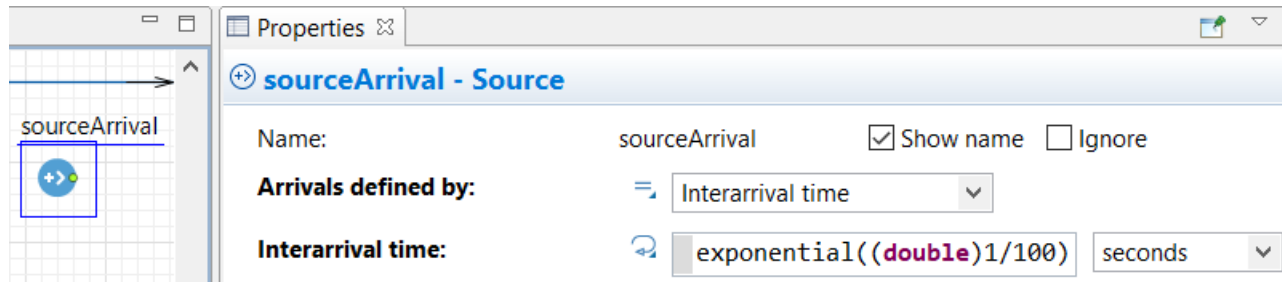 Properties
sourceArrival - Source
sourceArrival
Name: sourceArrival Show name Ignore
Arrivals defined by: Interarrival time
Interarrival time: exponential((double)1/100) seconds